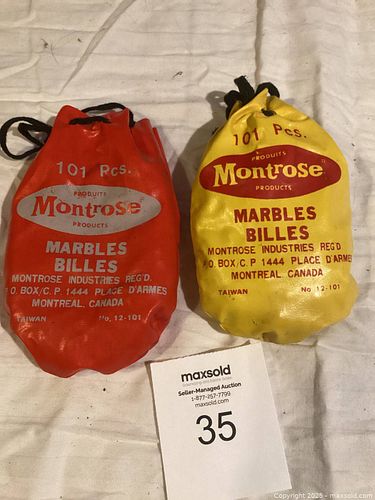 101 Pcs.
PRODUITS
Montrose
PRODUCTS
MARBLES
BILLES
MONTROSE INDUSTRIES REG'D.
O. BOX/C.P. 1444 PLACE D'ARMES
MONTREAL, CANADA
TAIWAN No. 12-101
101 Pcs.
PRODUITS
Montrose
PRODUCTS
MARBLES
BILLES
MONTROSE INDUSTRIES REG'D
.O. BOX/C.P. 1444 PLACE D'ARMES
MONTREAL, CANADA
TAIWAN No 12-101
maxsold
Seller-Managed Auction
1-877-257-7799
maxsold.com
35
Copyright 2025 - maxsold.com